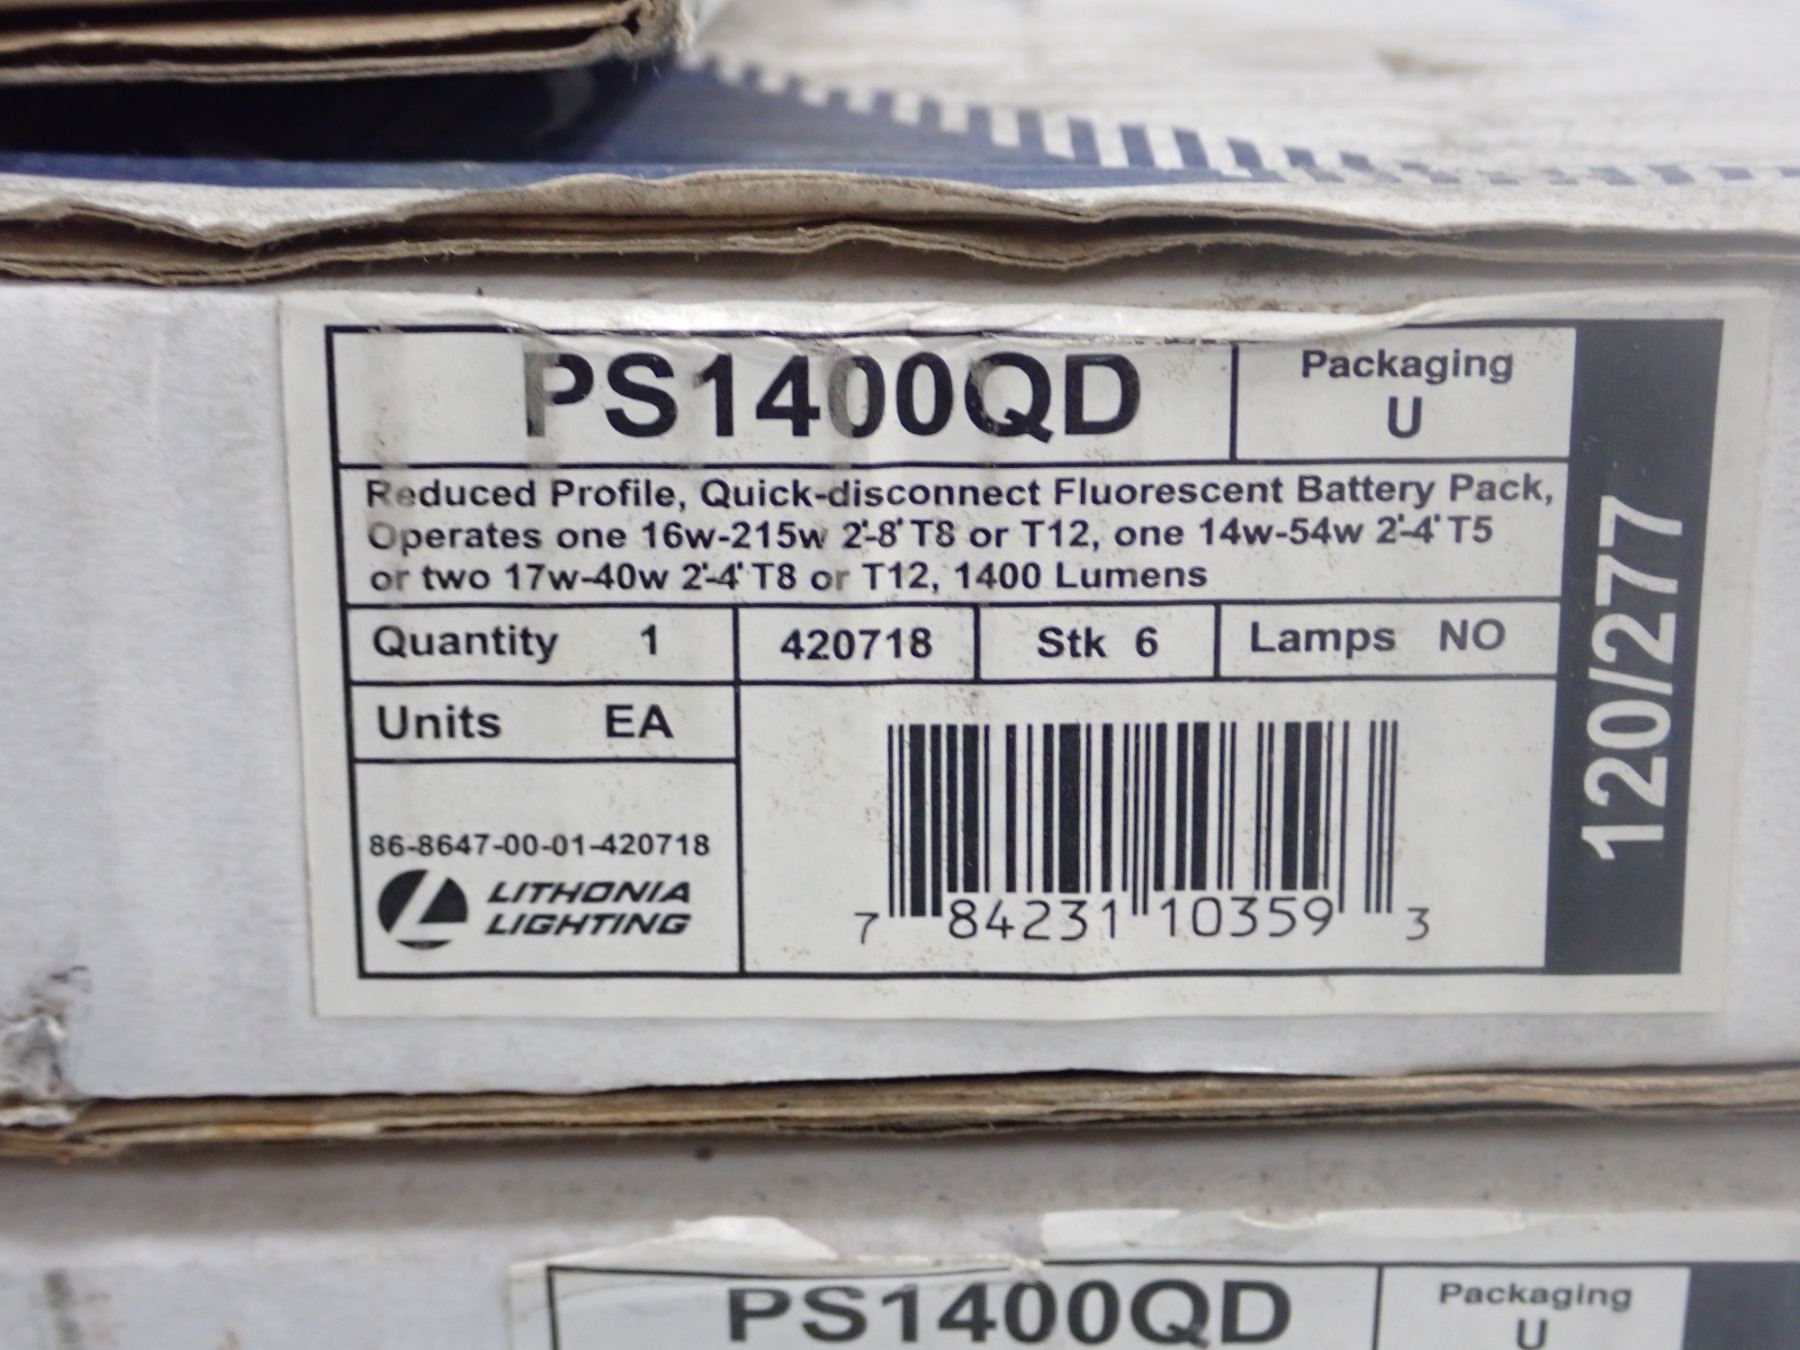 PS1400QD
Packaging
U
Reduced Profile, Quick-disconnect Fluorescent Battery Pack,
Operates one 16w-215w 2'-8' T8 or T12, one 14w-54w 2'-4' T5
or two 17w-40w 2'-4' T8 or T12, 1400 Lumens
Quantity 1
420718
Stk 6
Lamps NO
Units EA
86-8647-00-01-420718
LITHONIA
LIGHTING
7 84231 10359 3
120/277
PS1400QD
Packaging
U